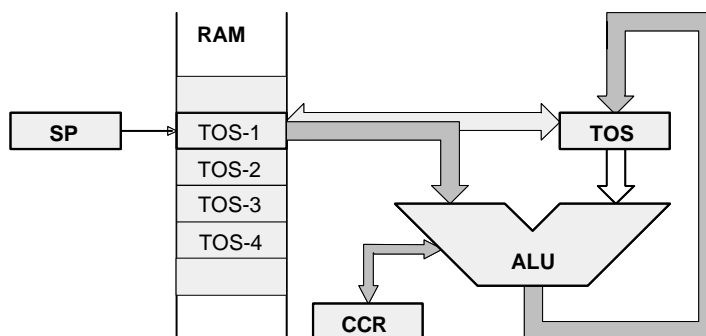 RAM
SP
TOS-1
TOS
TOS-2
TOS-3
TOS-4
ALU
CCR